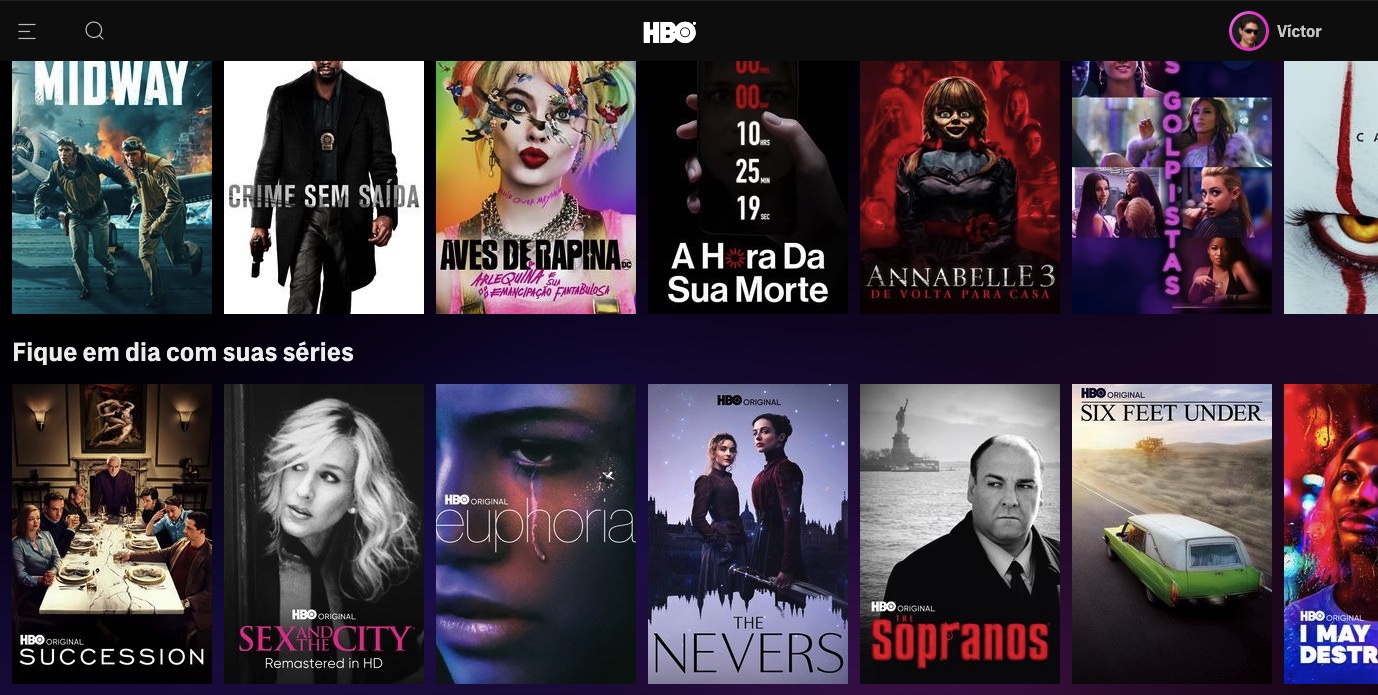 HBO
Victor
MIDWAY
CRIME SEM SAÍDA
AVES DE RAPINA
DC
ARLEQUINA E SUA
EMANCIPAÇÃO FANTABULOSA
00
00 DAY
10 HRS
25 MIN
19 SEC
A Hora Da
Sua Morte
ANNABELLE 3
DE VOLTA PARA CASA
S GOLPISTAS
C A
Fique em dia com suas séries
HBO ORIGINAL
SUCCESSION
HBO ORIGINAL
SEX AND THE CITY
Remastered in HD
HBO ORIGINAL
euphoria
HBO ORIGINAL
THE
NEVERS
HBO ORIGINAL
THE
Sopranos
HBO ORIGINAL
SIX FEET UNDER
HBO ORIGINAL
I MAY
DESTR